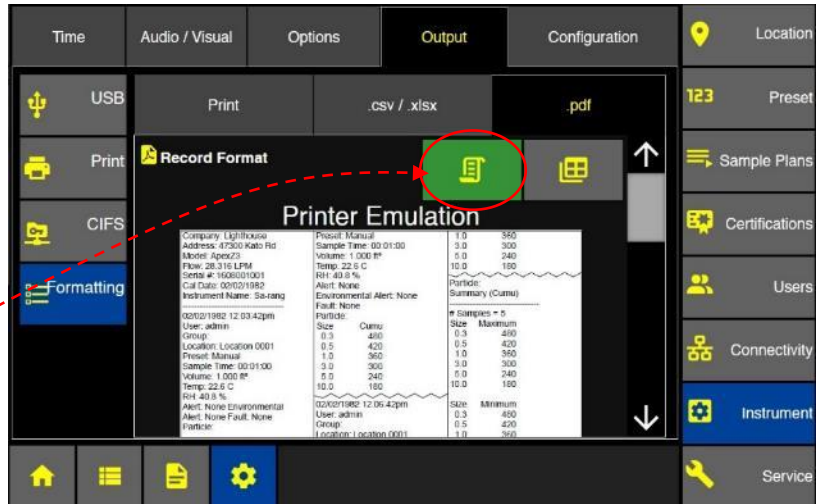 Time
Audio / Visual
Options
Output
Configuration
Location
USB
Print
.csv / .xlsx
.pdf
123
Preset
Print
Record Format
Sample Plans
Printer Emulation
CIFS
Certifications
Formatting
Users
Connectivity
Instrument
Service
Company: Lighthouse
Address: 47300 Kato Rd
Model: ApexZ3
Flow: 28.316 LPM
Serial #: 1606001001
Cal Date: 02/02/1982
Instrument Name: Sa-rang
02/02/1982 12:03:42pm
User: admin
Group:
Location: Location 0001
Preset: Manual
Sample Time: 00:01:00
Volume: 1.000 ft³
Temp: 22.6 C
RH: 40.8 %
Alert: None Environmental
Alert: None Fault: None
Particle:
Preset: Manual
Sample Time: 00:01:00
Volume: 1.000 ft³
Temp: 22.6 C
RH: 40.8 %
Alert: None
Environmental Alert: None
Fault: None
Particle:
Size Cumu
0.3 480
0.5 420
1.0 360
3.0 300
5.0 240
10.0 180
02/02/1982 12:06:42pm
User: admin
Group:
Location: Location 0001
1.0 360
3.0 300
5.0 240
10.0 180
Particle:
Summary (Cumu)
# Samples = 5
Size Maximum
0.3 480
0.5 420
1.0 360
3.0 300
5.0 240
10.0 180
Size Minimum
0.3 480
0.5 420
1.0 360